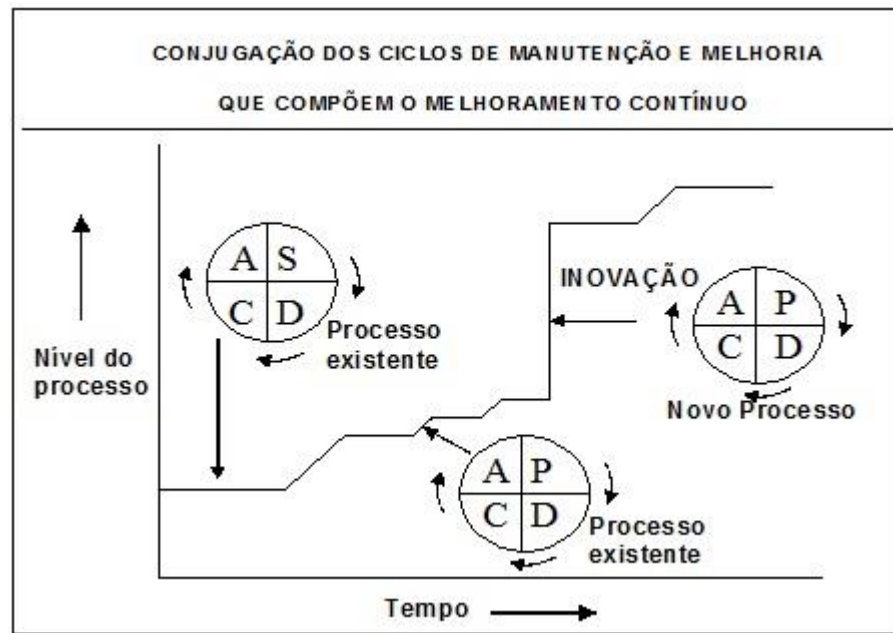 CONJUGAÇÃO DOS CICLOS DE MANUTENÇÃO E MELHORIA
QUE COMPÕEM O MELHORAMENTO CONTÍNUO
A S
C D
Processo
existente
Nível do
processo
INOVAÇÃO
A P
C D
Novo Processo
A P
C D
Processo
existente
Tempo